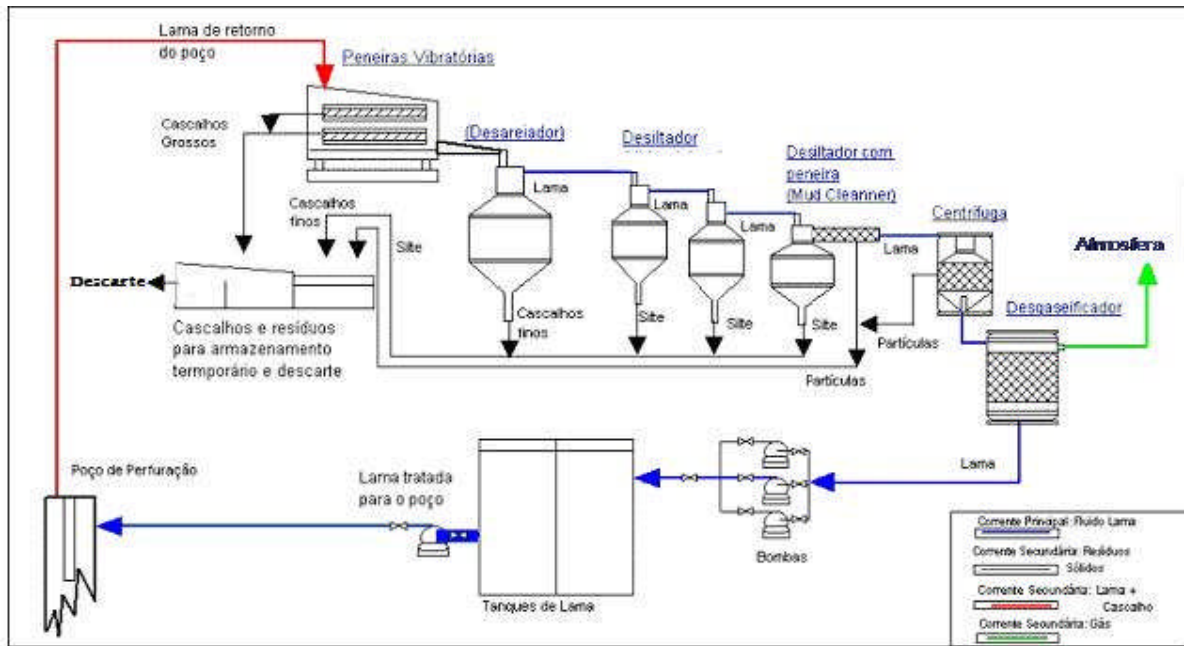 Lama de retorno
do poço
Peneiras Vibratórias
Cascalhos
Grossos
(Desareiador)
Desiltador
Desiltador com
peneira
(Mud Cleanner)
Centrífuga
Atmosfera
Lama
Lama
Lama
Lama
Cascalhos
finos
Silte
Descarte
Cascalhos
finos
Silte
Silte
Silte
Partículas
Partículas
Desgaseificador
Cascalhos e resíduos
para armazenamento
termporário e descarte
Poço de Perfuração
Lama tratada
para o poço
Lama
Bombas
Tanques de Lama
Corrente Principal: Fluido Lama
Corrente Secundária: Resíduos
Sólidos
Corrente Secundária: Lama +
Cascalho
Corrente Secundária: Gás